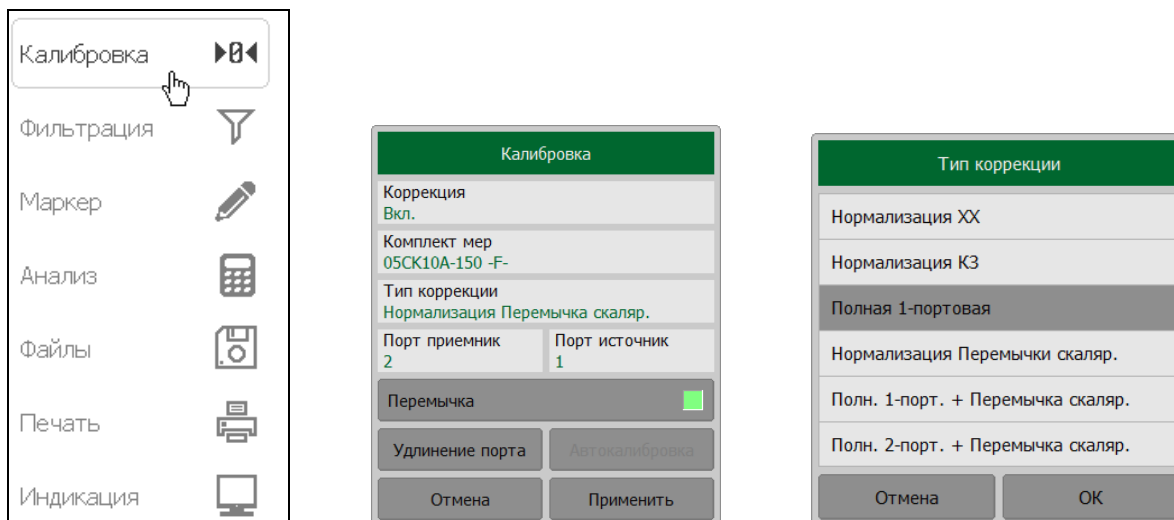 Калибровка
Фильтрация
Маркер
Анализ
Файлы
Печать
Индикация
Калибровка
Коррекция
Вкл.
Комплект мер
05CK10A-150 -F-
Тип коррекции
Нормализация Перемычка скаляр.
Порт приемник Порт источник
2 1
Перемычка
Удлинение порта Автокалибровка
Отмена Применить
Тип коррекции
Нормализация ХХ
Нормализация КЗ
Полная 1-портовая
Нормализация Перемычки скаляр.
Полн. 1-порт. + Перемычка скаляр.
Полн. 2-порт. + Перемычка скаляр.
Отмена ОК